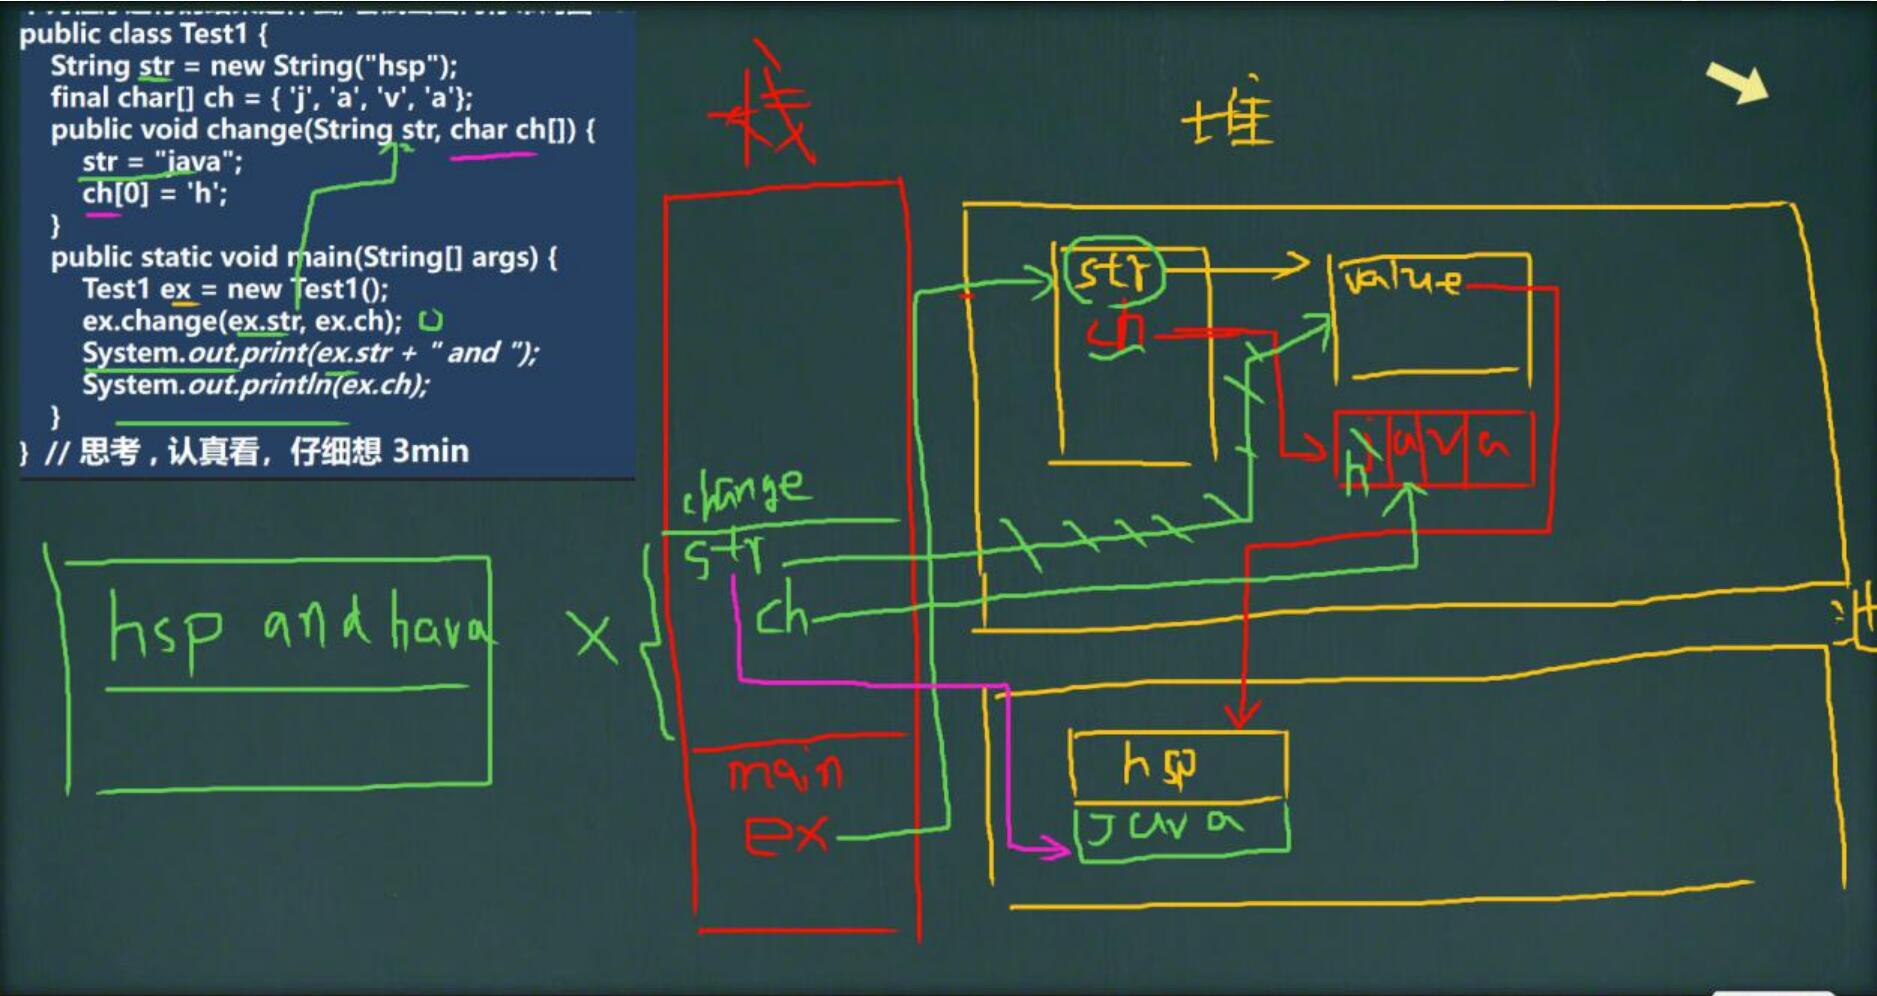 public class Test1 {
String str = new String("hsp");
final char[] ch = { 'j', 'a', 'v', 'a'};
public void change(String str, char ch[]) {
str = "java";
ch[0] = 'h';
}
public static void main(String[] args) {
Test1 ex = new Test1();
ex.change(ex.str, ex.ch);
System.out.print(ex.str + " and ");
System.out.println(ex.ch);
}
} // 思考,认真看,仔细想 3min
hsp and hava
X
栈
change
str
ch
main
ex
堆
str
ch
value
j a v a
h
hsp
java